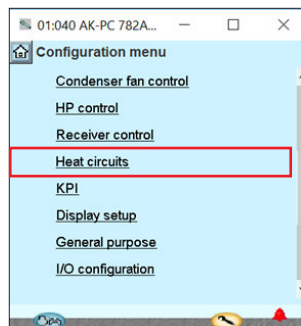 01:040 AK-PC 782A...
Configuration menu
Condenser fan control
HP control
Receiver control
Heat circuits
KPI
Display setup
General purpose
I/O configuration